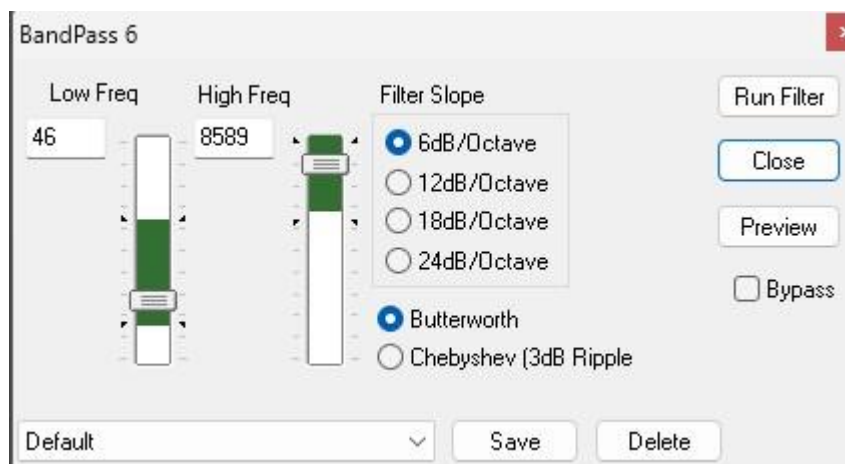 BandPass 6
Low Freq
High Freq
Filter Slope
46
8589
6dB/Octave
12dB/Octave
18dB/Octave
24dB/Octave
Butterworth
Chebyshev (3dB Ripple
Run Filter
Close
Preview
Bypass
Default
Save
Delete